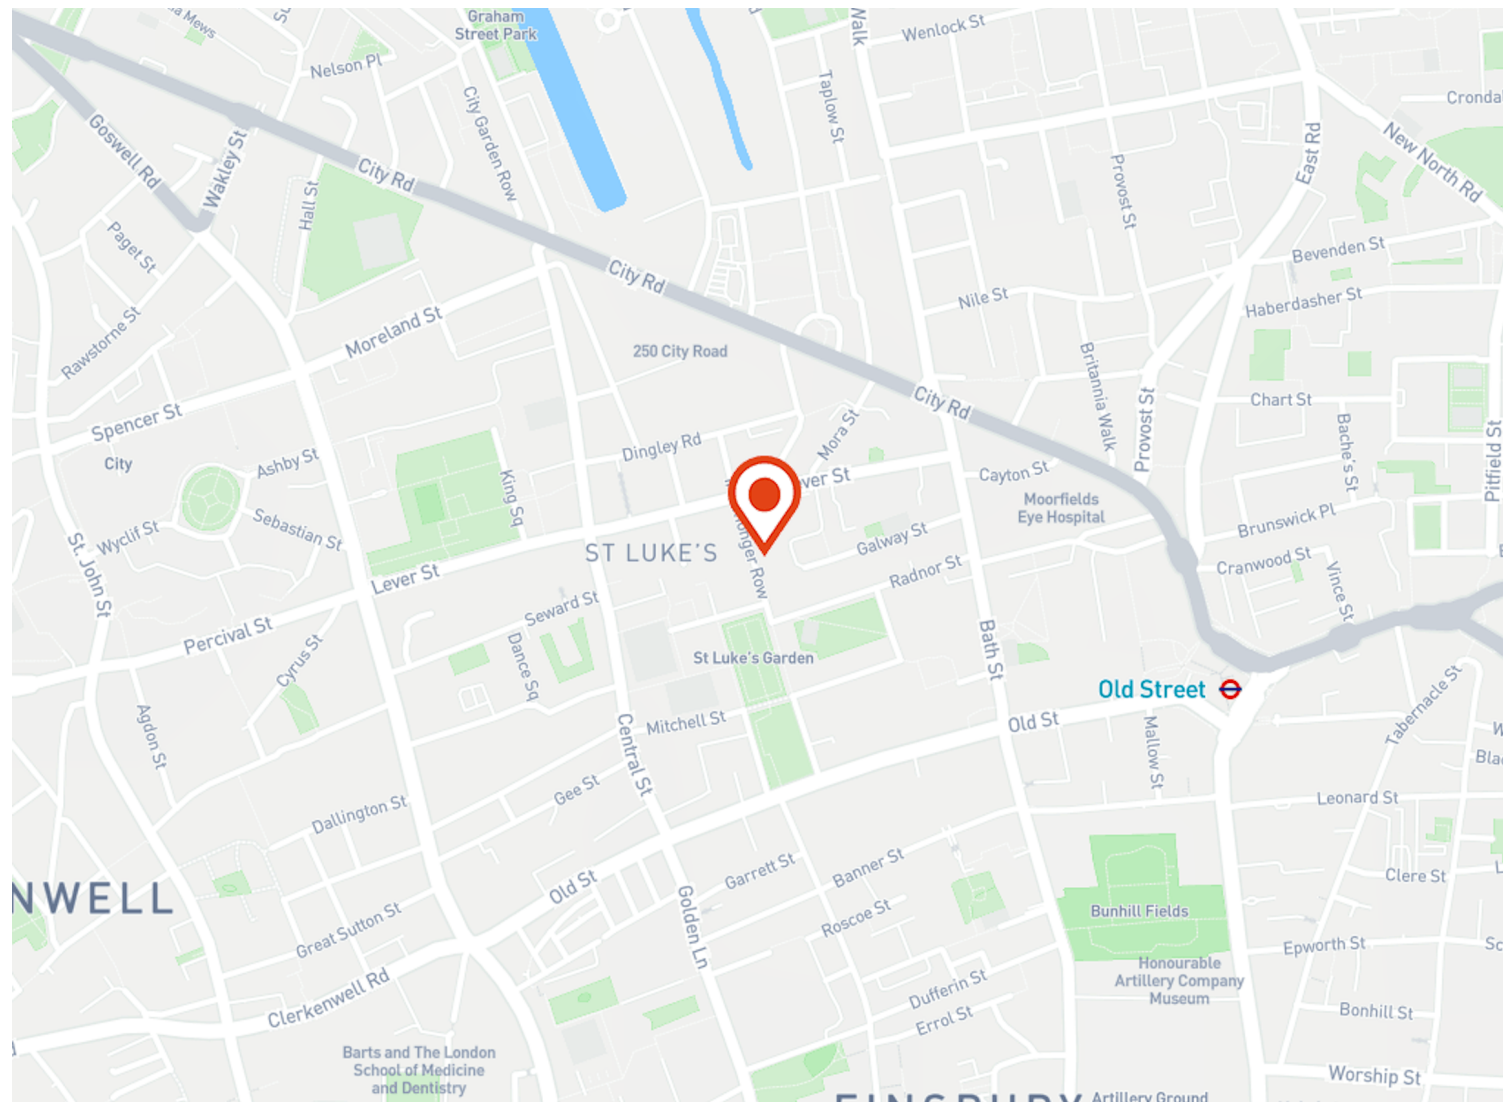 Graham
Street Park
Mews
Nelson Pl
Walk
Wenlock St
Taplow St
City Garden Row
Goswell Rd
Wakley St
City Rd
Hall St
East Rd
New North Rd
Provost St
Paget St
City Rd
Bevenden St
Nile St
Haberdasher St
Rawstorne St
Moreland St
250 City Road
Britannia Walk
City Rd
Provost St
Chart St
Bache's St
Pitfield St
Spencer St
City
Ashby St
Dingley Rd
Mora St
King Sq
Cayton St
Moorfields
Eye Hospital
Wyclif St
Sebastian St
St. John St
ST LUKE'S
Galway St
Radnor St
Brunswick Pl
Cranwood St
Vince St
Lever St
Row
Seward St
Percival St
Cyrus St
Dance Sq
St Luke's Garden
Bath St
Old Street
Agdon St
Mitchell St
Central St
Old St
Mallow St
Tabernacle St
Gee St
Dallington St
Leonard St
Old St
Garrett St
Banner St
Clere St
Golden Ln
Roscoe St
Bunhill Fields
Great Sutton St
Epworth St
Honourable
Artillery Company
Museum
Clerkenwell Rd
Dufferin St
Errol St
Bonhill St
Barts and The London
School of Medicine
and Dentistry
Worship St
Artillery Ground